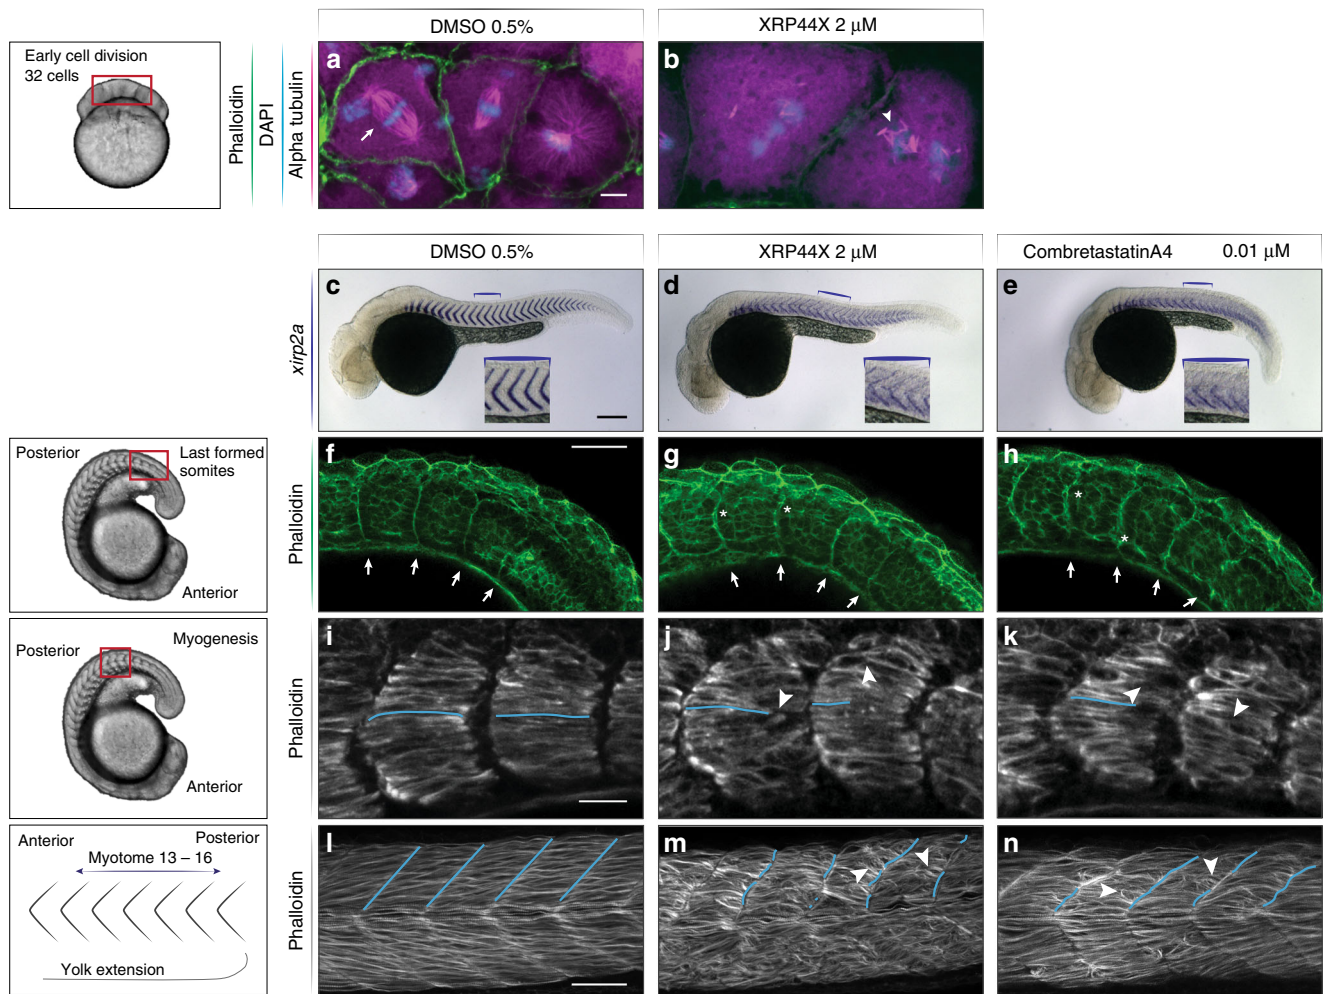 DMSO 0.5%
XRP44X 2 μM
Early cell division
32 cells
Phalloidin
DAPI
Alpha tubulin
a
b
DMSO 0.5%
XRP44X 2 μM
CombretastatinA4 0.01 μM
xirp2a
c
d
e
Posterior
Last formed
somites
Anterior
Phalloidin
f
g
* *
h
*
*
Myogenesis
Posterior
Anterior
Phalloidin
i
j
k
Anterior
Posterior
Myotome 13 – 16
Yolk extension
Phalloidin
l
m
n